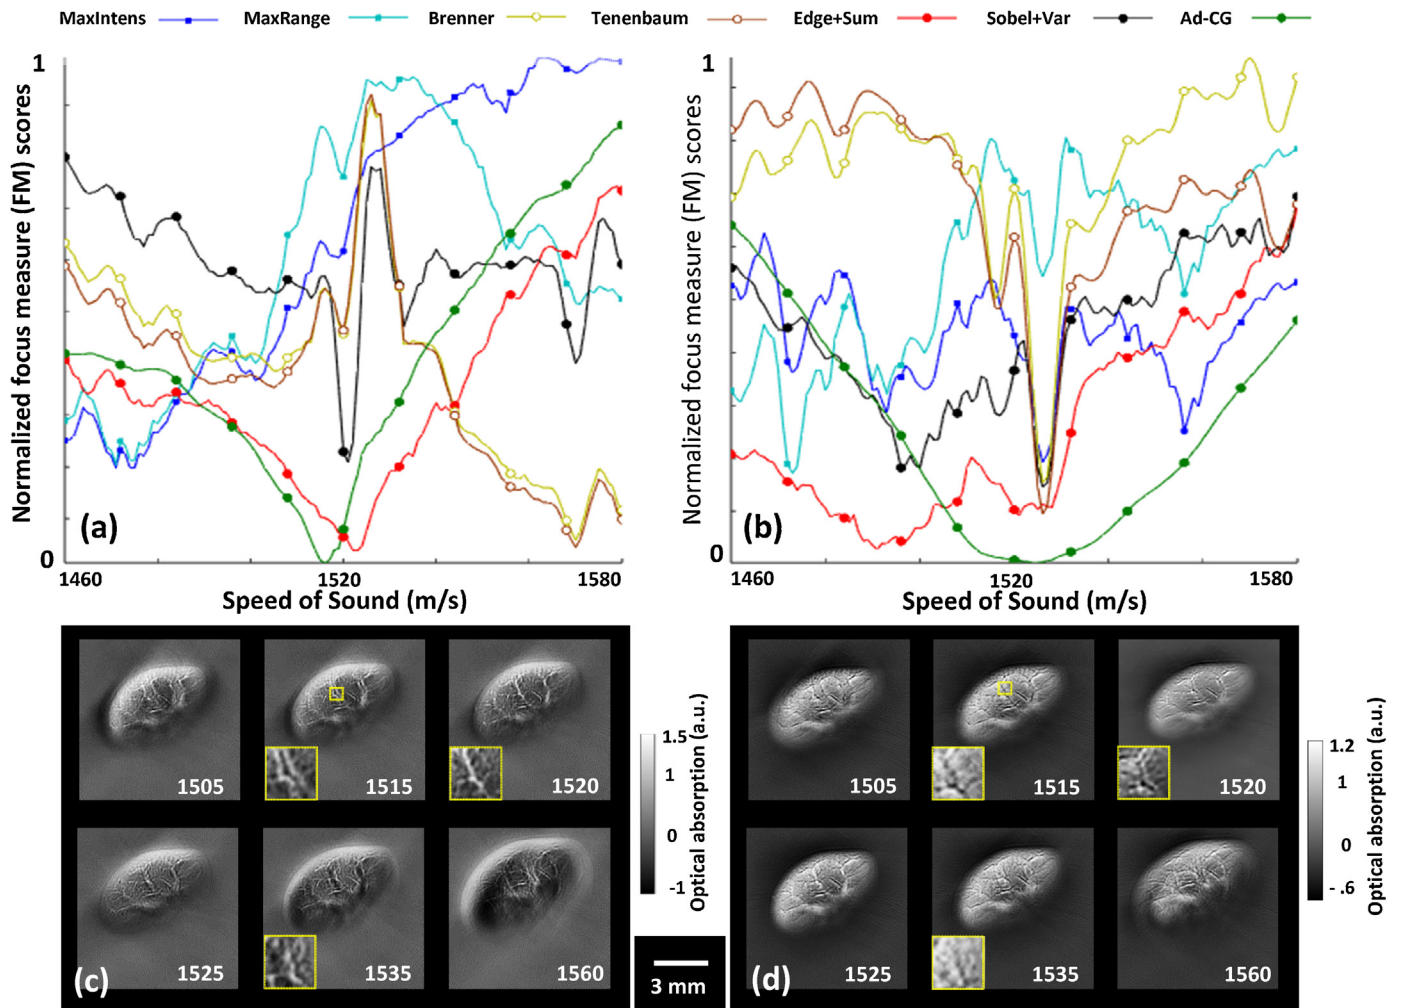 MaxIntens MaxRange Brenner Tenenbaum Edge+Sum Sobel+Var Ad-CG
1
Normalized focus measure (FM) scores
0
(a)
1460 1520 1580
Speed of Sound (m/s)
1
Normalized focus measure (FM) scores
0
(b)
1460 1520 1580
Speed of Sound (m/s)
1505 1515 1520
1525 1535 1560
(c)
1.5
1
0
-1
Optical absorption (a.u.)
3 mm
1505 1515 1520
1525 1535 1560
(d)
1.2
1
0
- .6
Optical absorption (a.u.)